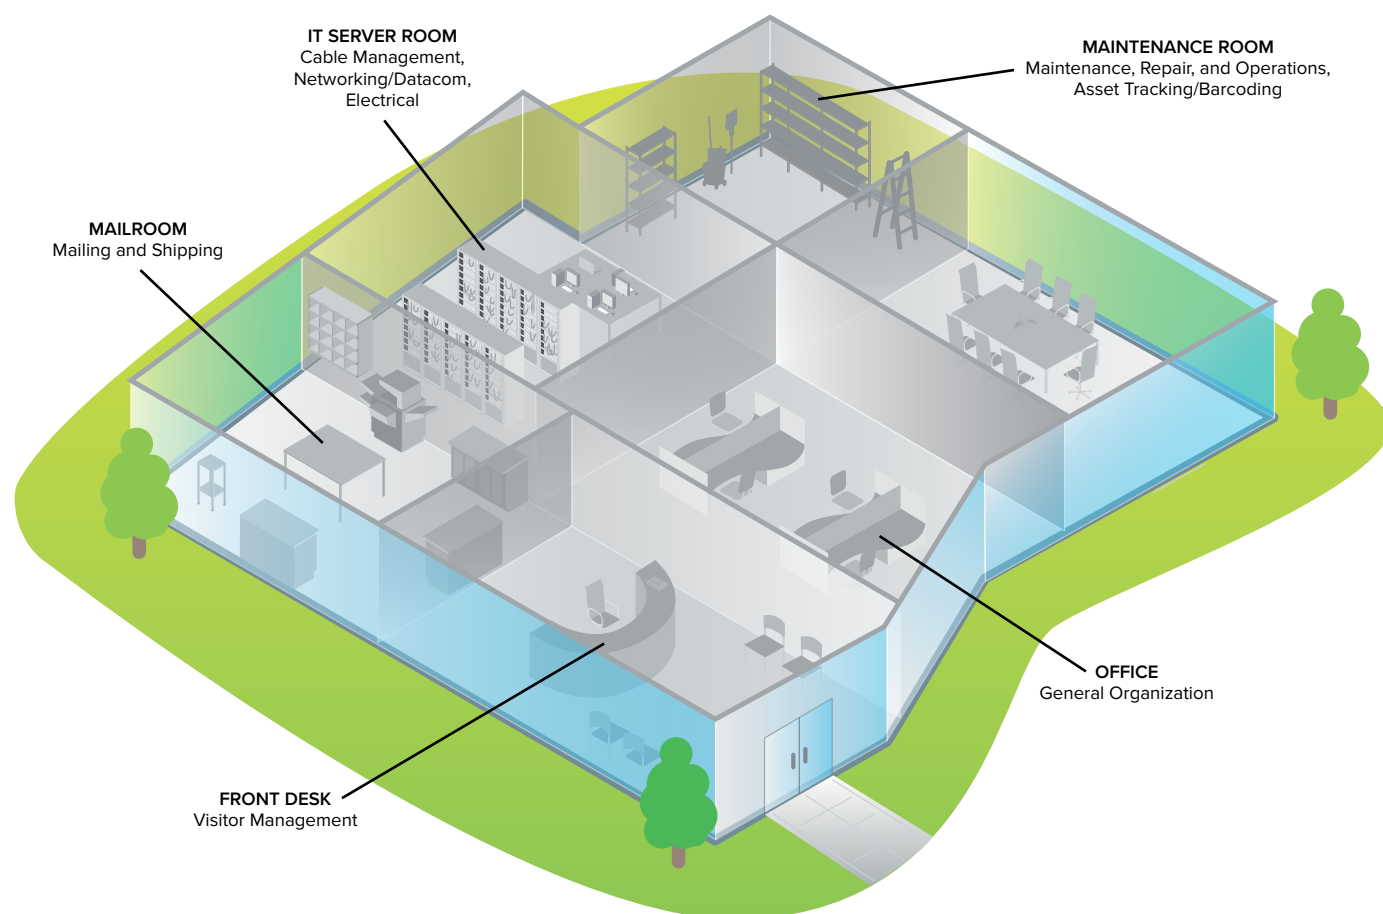 IT SERVER ROOM
Cable Management,
Networking/Datacom,
Electrical
MAINTENANCE ROOM
Maintenance, Repair, and Operations,
Asset Tracking/Barcoding
MAILROOM
Mailing and Shipping
OFFICE
General Organization
FRONT DESK
Visitor Management